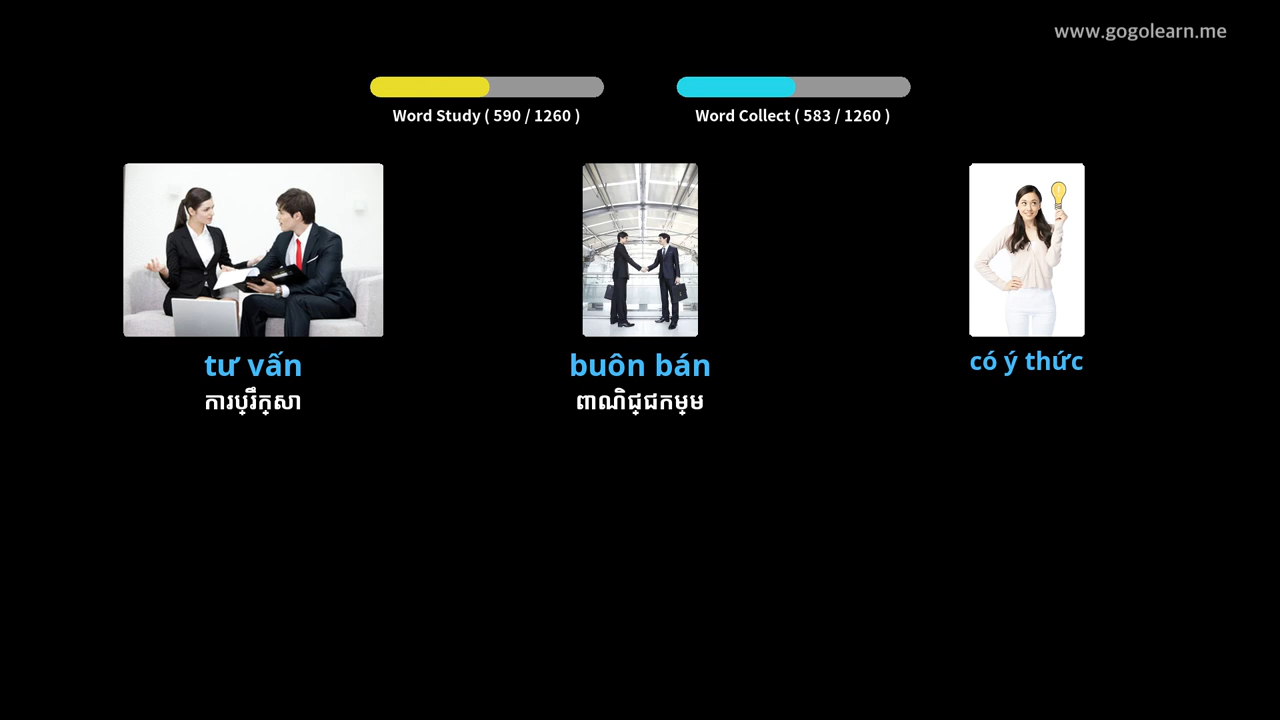 www.gogolearn.me
Word Study ( 590 / 1260 )
Word Collect ( 583 / 1260 )
tư vấn
ការប្រឹក្សា
buôn bán
ពាណិជ្ជកម្ម
có ý thức